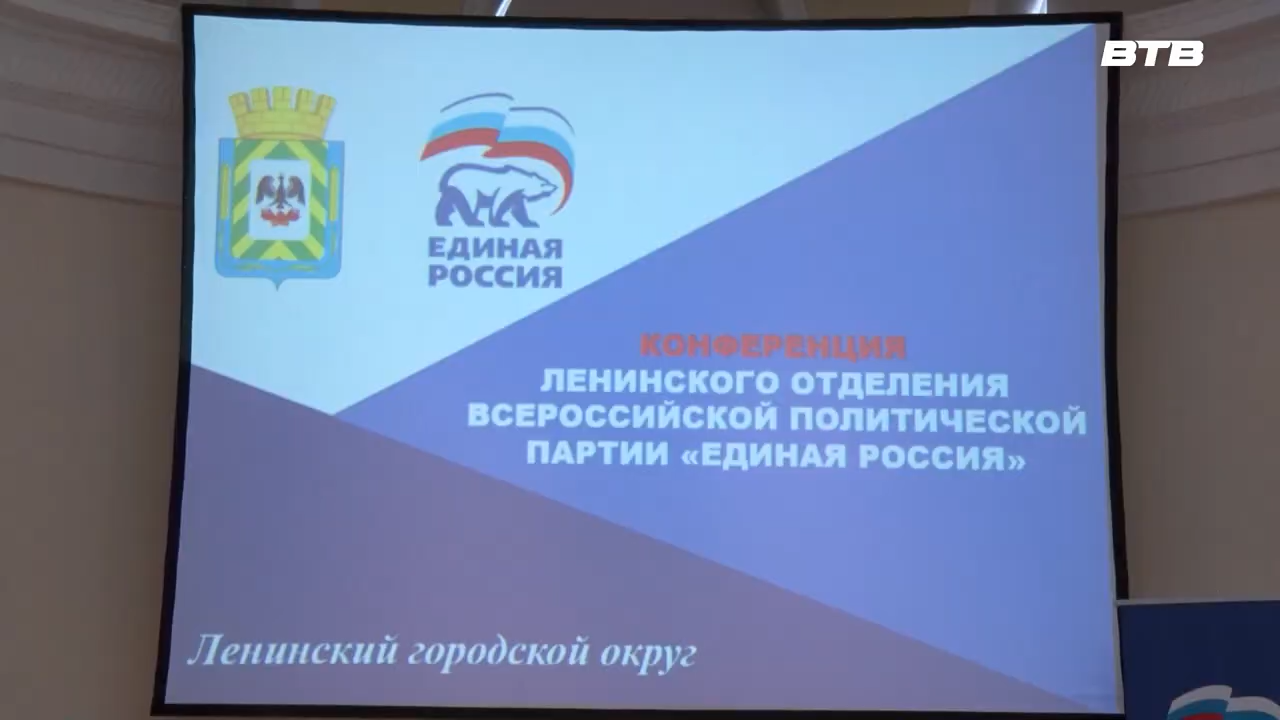 ВТВ
ЕДИНАЯ
РОССИЯ
КОНФЕРЕНЦИЯ
ЛЕНИНСКОГО ОТДЕЛЕНИЯ
ВСЕРОССИЙСКОЙ ПОЛИТИЧЕСКОЙ
ПАРТИИ «ЕДИНАЯ РОССИЯ»
Ленинский городской округ